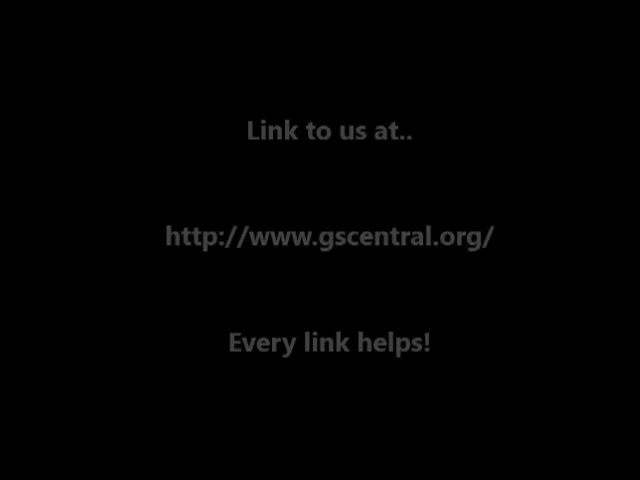 Link to us at..
http://www.gscentral.org/
Every link helps!